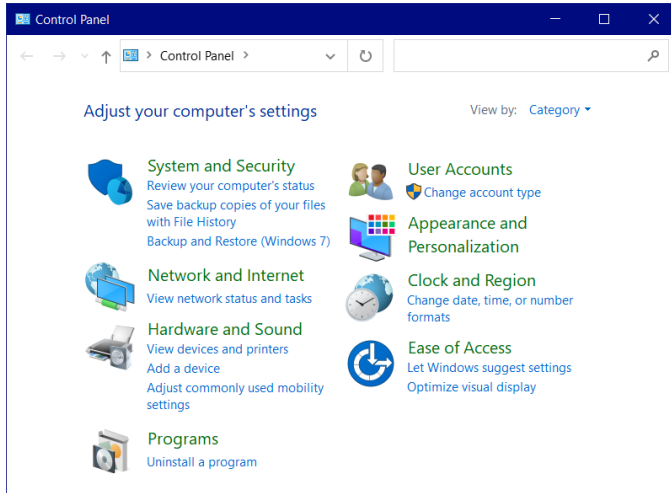 Control Panel
Control Panel
Adjust your computer's settings
View by: Category
System and Security
Review your computer's status
Save backup copies of your files
with File History
Backup and Restore (Windows 7)
Network and Internet
View network status and tasks
Hardware and Sound
View devices and printers
Add a device
Adjust commonly used mobility
settings
Programs
Uninstall a program
User Accounts
Change account type
Appearance and
Personalization
Clock and Region
Change date, time, or number
formats
Ease of Access
Let Windows suggest settings
Optimize visual display